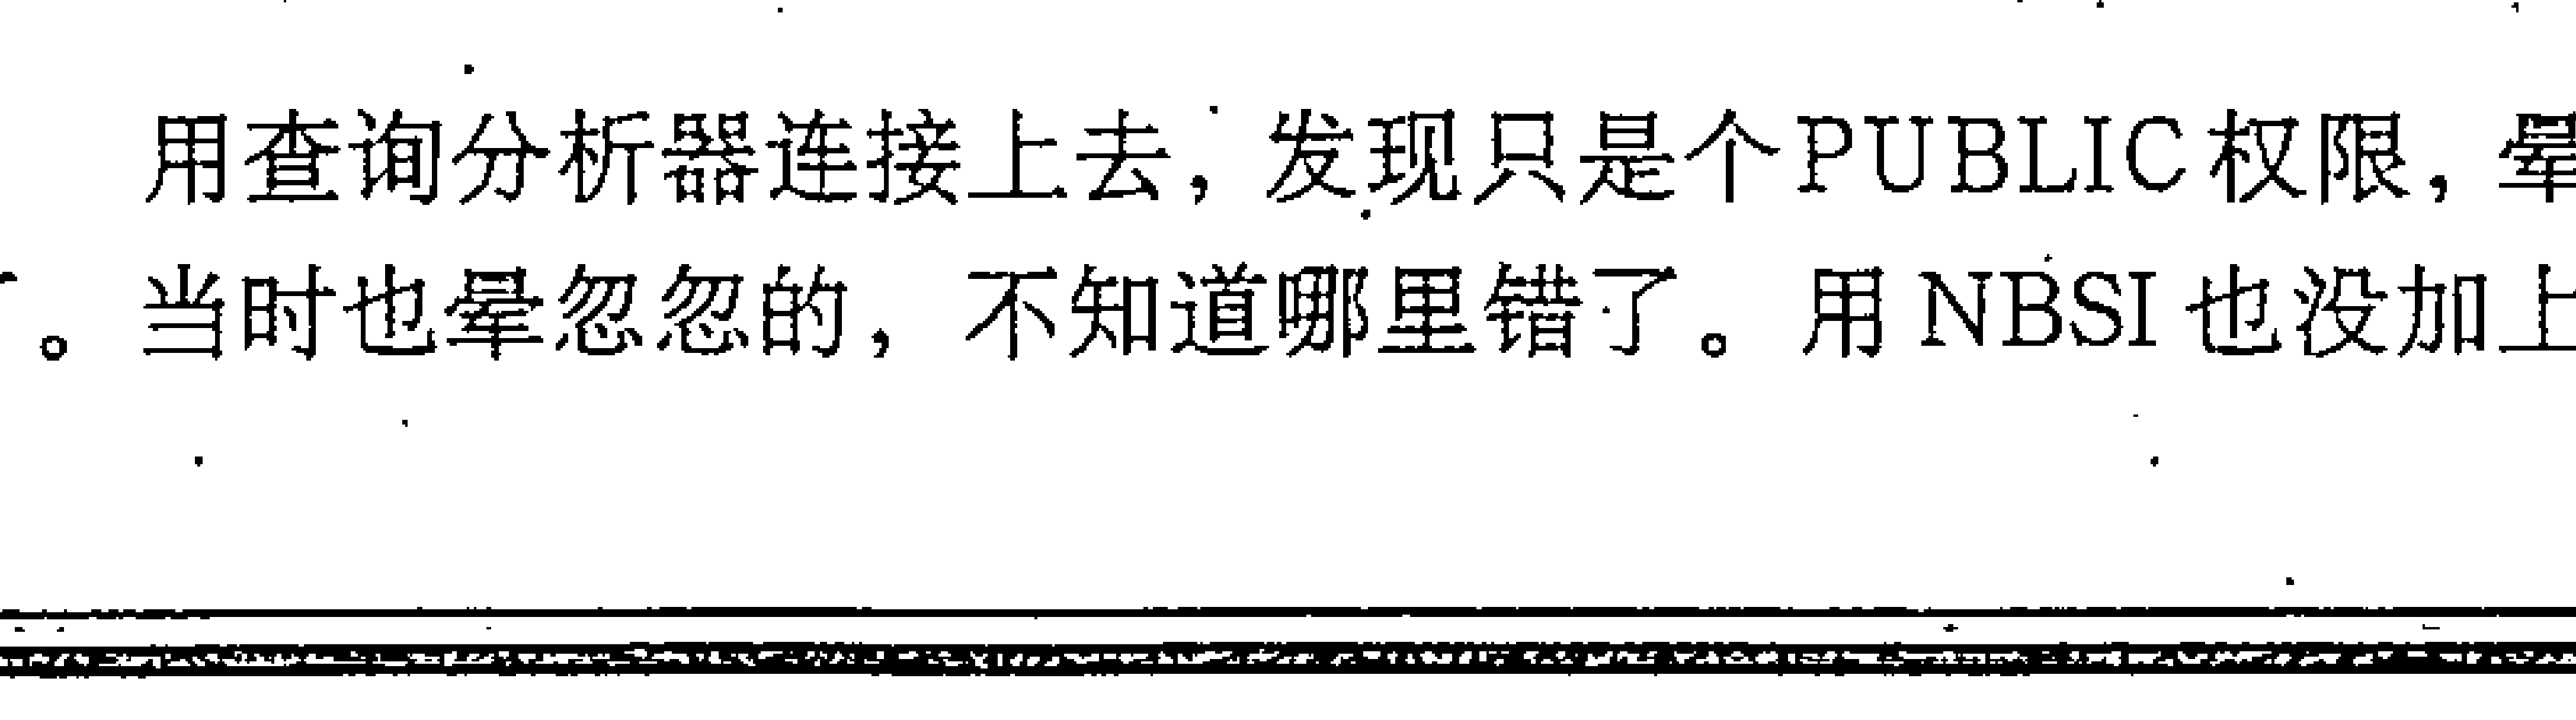 用查询分析器连接上去，发现只是个PUBLIC权限，晕
。当时也晕忽忽的，不知道哪里错了。用NBSI也没加上